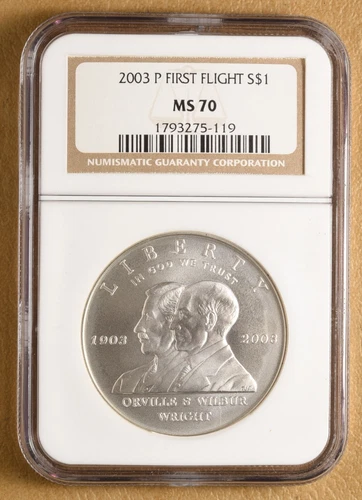 2003 P FIRST FLIGHT S$1
MS 70
1793275-119
NUMISMATIC GUARANTY CORPORATION
LIBERTY
IN GOD WE TRUST
1903 2003
ORVILLE & WILBUR
WRIGHT